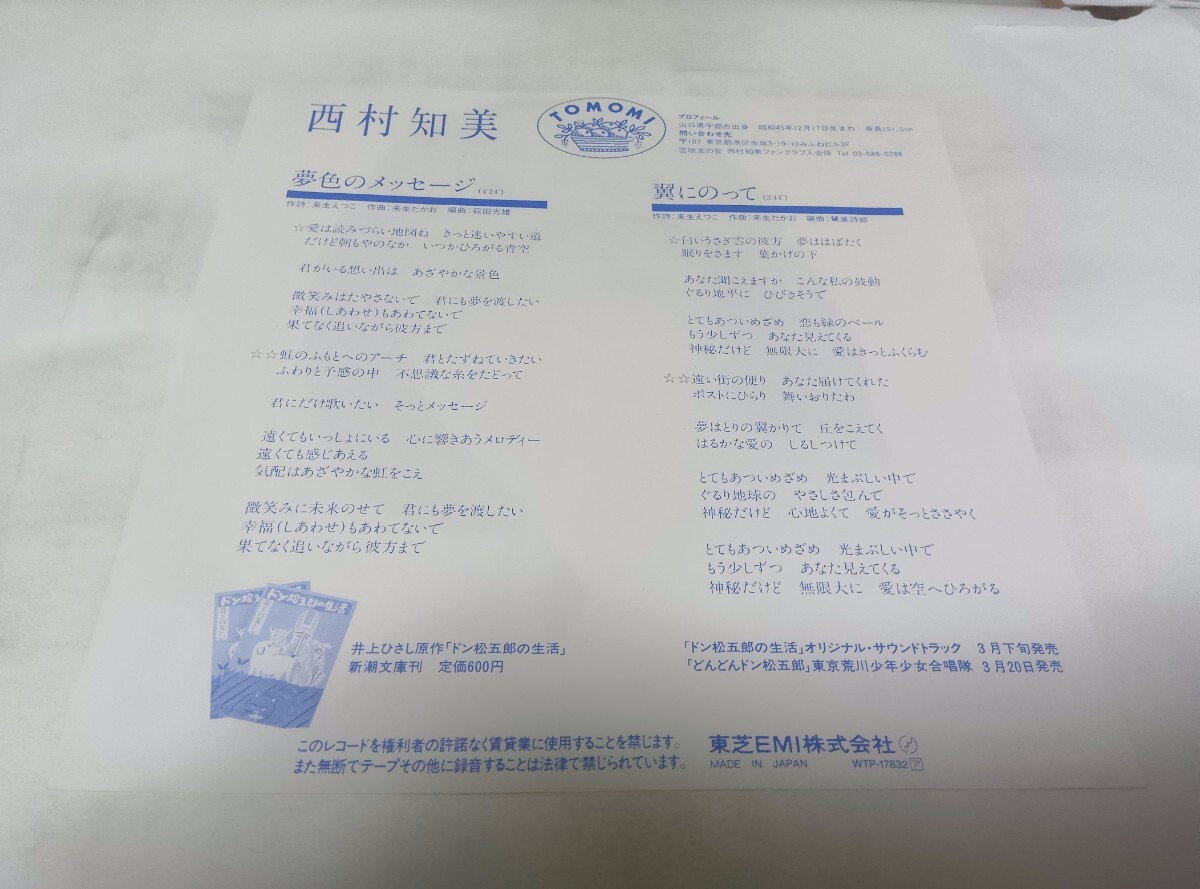 西村知美
TOMOMI
プロフィール
山口県宇部市出身 昭和45年12月17日生まれ 身長151.5cm
問い合わせ先
〒107 東京都港区赤坂3-19-10みふねビル3F
芸映友の会 西村知美ファンクラブ入会係 Tel 03-588-0288
夢色のメッセージ (4'24")
作詩:来生えつこ 作曲:来生たかお 編曲:萩田光雄
☆愛は読みづらい地図ね きっと迷いやすい道
だけど朝もやのなか いつかひろがる青空
君がいる想い出は あざやかな景色
微笑みはたやさないで 君にも夢を渡したい
幸福(しあわせ)もあわてないで
果てなく追いながら彼方まで
☆☆虹のふもとへのアーチ 君とたずねていきたい
ふわりと予感の中 不思議な糸をたどって
君にだけ歌いたい そっとメッセージ
遠くてもいっしょにいる 心に響きあうメロディー
遠くても感じあえる
気配はあざやかな虹をこえ
微笑みに未来のせて 君にも夢を渡したい
幸福(しあわせ)もあわてないで
果てなく追いながら彼方まで
翼にのって (3'44")
作詩:来生えつこ 作曲:来生たかお 編曲:鷺巣詩郎
☆白いうさぎ雲の彼方 夢ははばたく
眠りをさます 葉かげの下
あなた聞こえますか こんな私の鼓動
ぐるり地平に ひびきそうで
とてもあついめざめ 恋も緑のベール
もう少しずつ あなた見えてくる
神秘だけど 無限大に 愛はきっとふくらむ
☆☆遠い街の便り あなた届けてくれた
ポストにひらり 舞いおりたわ
夢はとりの翼かりて 丘をこえてく
はるかな愛の しるしつけて
とてもあついめざめ 光まぶしい中で
ぐるり地球の やさしさ包んで
神秘だけど 心地よくて 愛がそっとささやく
とてもあついめざめ 光まぶしい中で
もう少しずつ あなた見えてくる
神秘だけど 無限大に 愛は空へひろがる
ドン松五郎の生活
井上ひさし原作「ドン松五郎の生活」
新潮文庫刊 定価600円
「ドン松五郎の生活」オリジナル・サウンドトラック 3月下旬発売
「どんどんドン松五郎」東京荒川少年少女合唱隊 3月20日発売
このレコードを権利者の許諾なく賃貸業に使用することを禁じます。
また無断でテープその他に録音することは法律で禁じられています。
東芝EMI株式会社
MADE IN JAPAN WTP-17832 ア